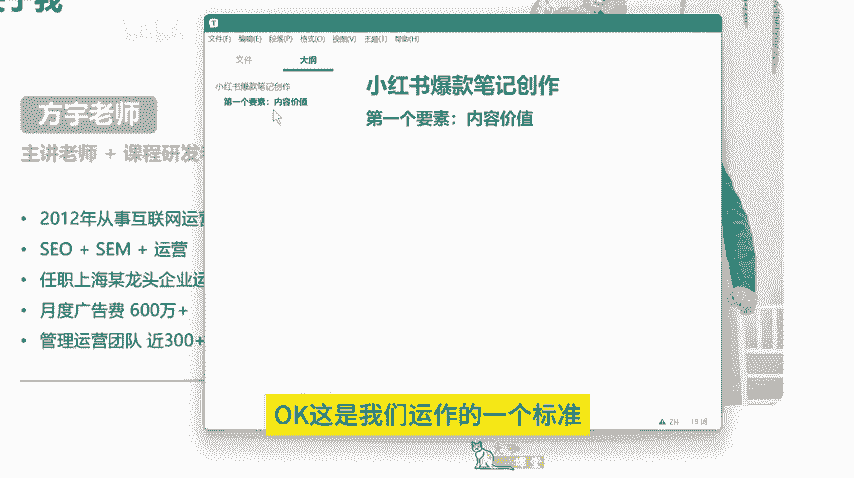 文件(F) 编辑(E) 段落(P) 格式(O) 视图(V) 主题(T) 帮助(H)
文件 大纲
小红书爆款笔记创作
第一个要素：内容价值
小红书爆款笔记创作
第一个要素：内容价值
方宇老师
主讲老师 + 课程研发
• 2012年从事互联网运营
• SEO + SEM + 运营
• 任职上海某龙头企业运
• 月度广告费 600万+
• 管理运营团队 近300+
OK这是我们运作的一个标准
ZH 19 词